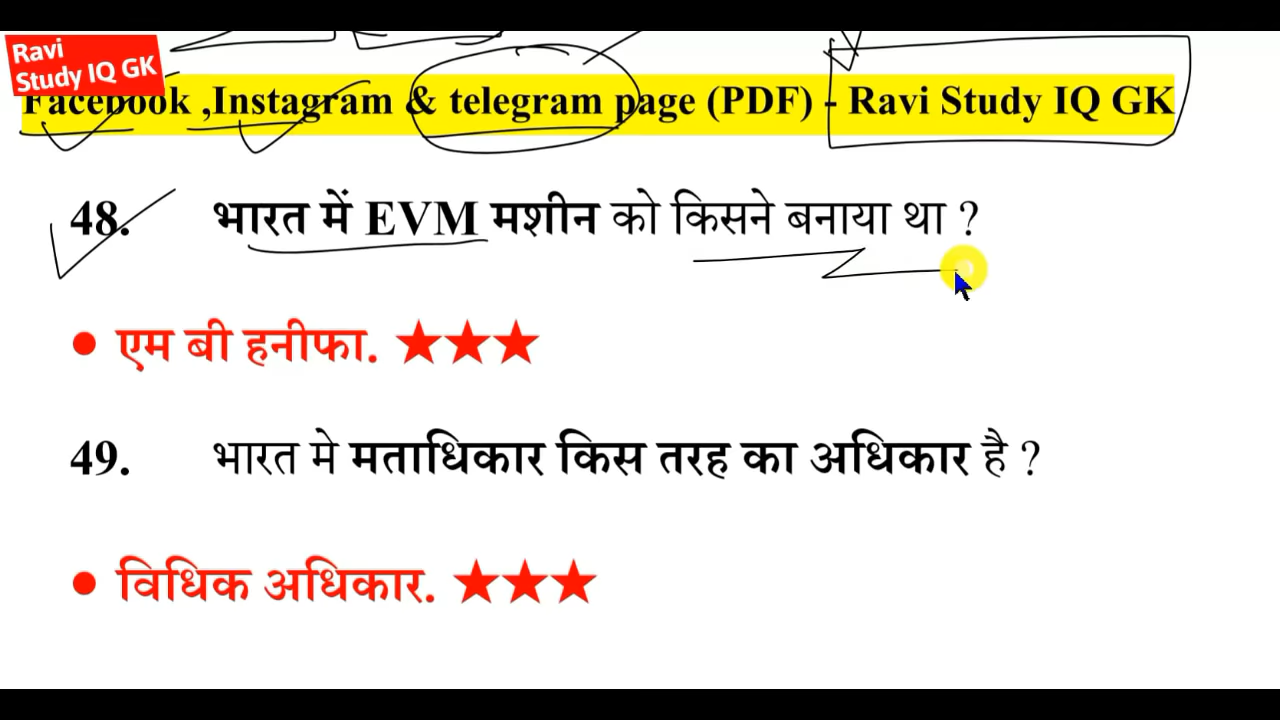 Ravi
Study IQ GK
Facebook ,Instagram & telegram page (PDF) - Ravi Study IQ GK
48. भारत में EVM मशीन को किसने बनाया था ?
• एम बी हनीफा. ★★★
49. भारत मे मताधिकार किस तरह का अधिकार है ?
• विधिक अधिकार. ★★★